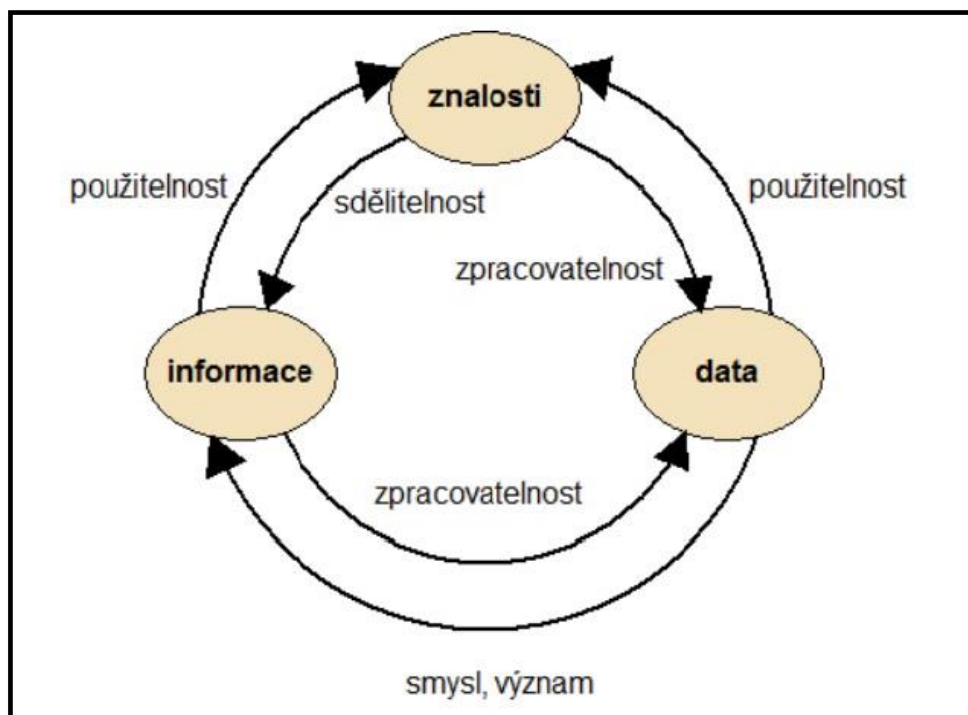 znalosti
použitelnost
použitelnost
sdělitelnost
zpracovatelnost
informace
data
zpracovatelnost
smysl, význam